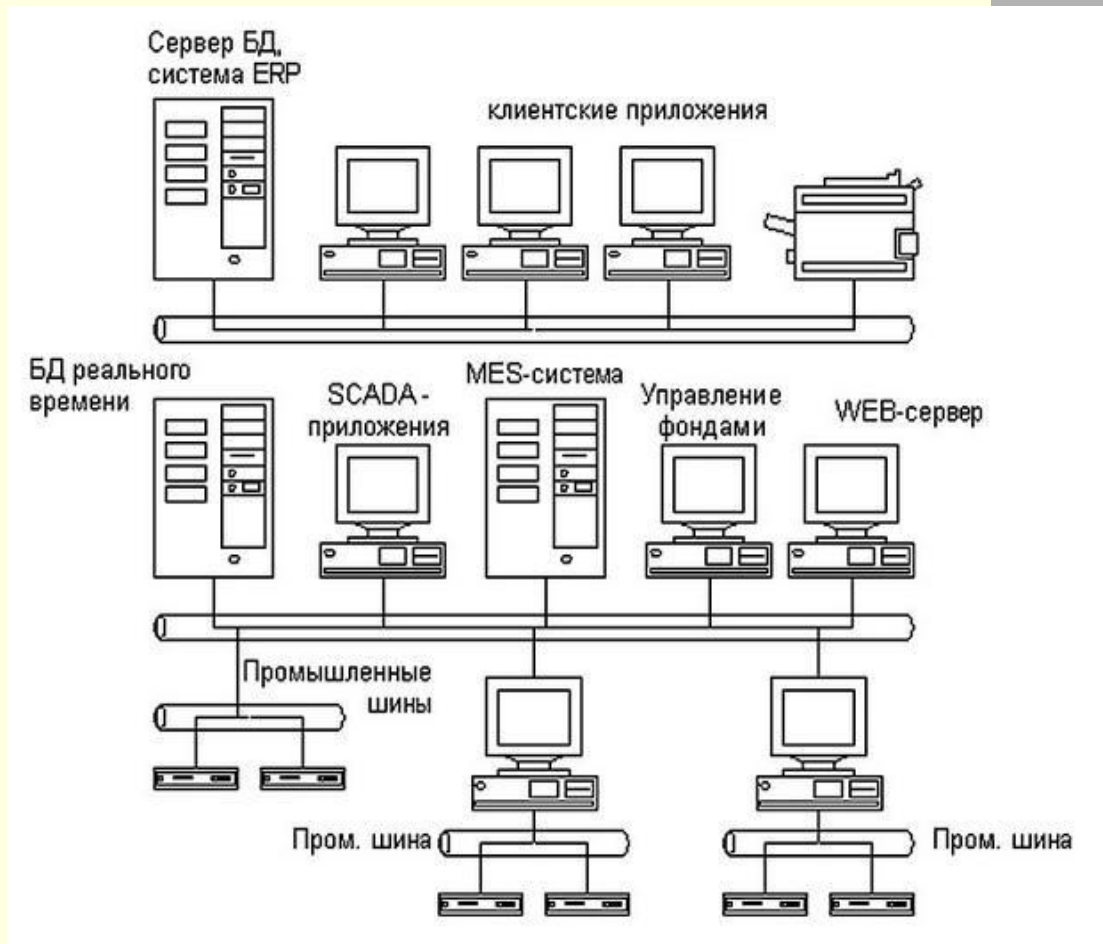 Сервер БД,
система ERP
клиентские приложения
БД реального
времени
SCADA -
приложения
MES-система
Управление
фондами
WEB-сервер
Промышленные
шины
Пром. шина
Пром. шина